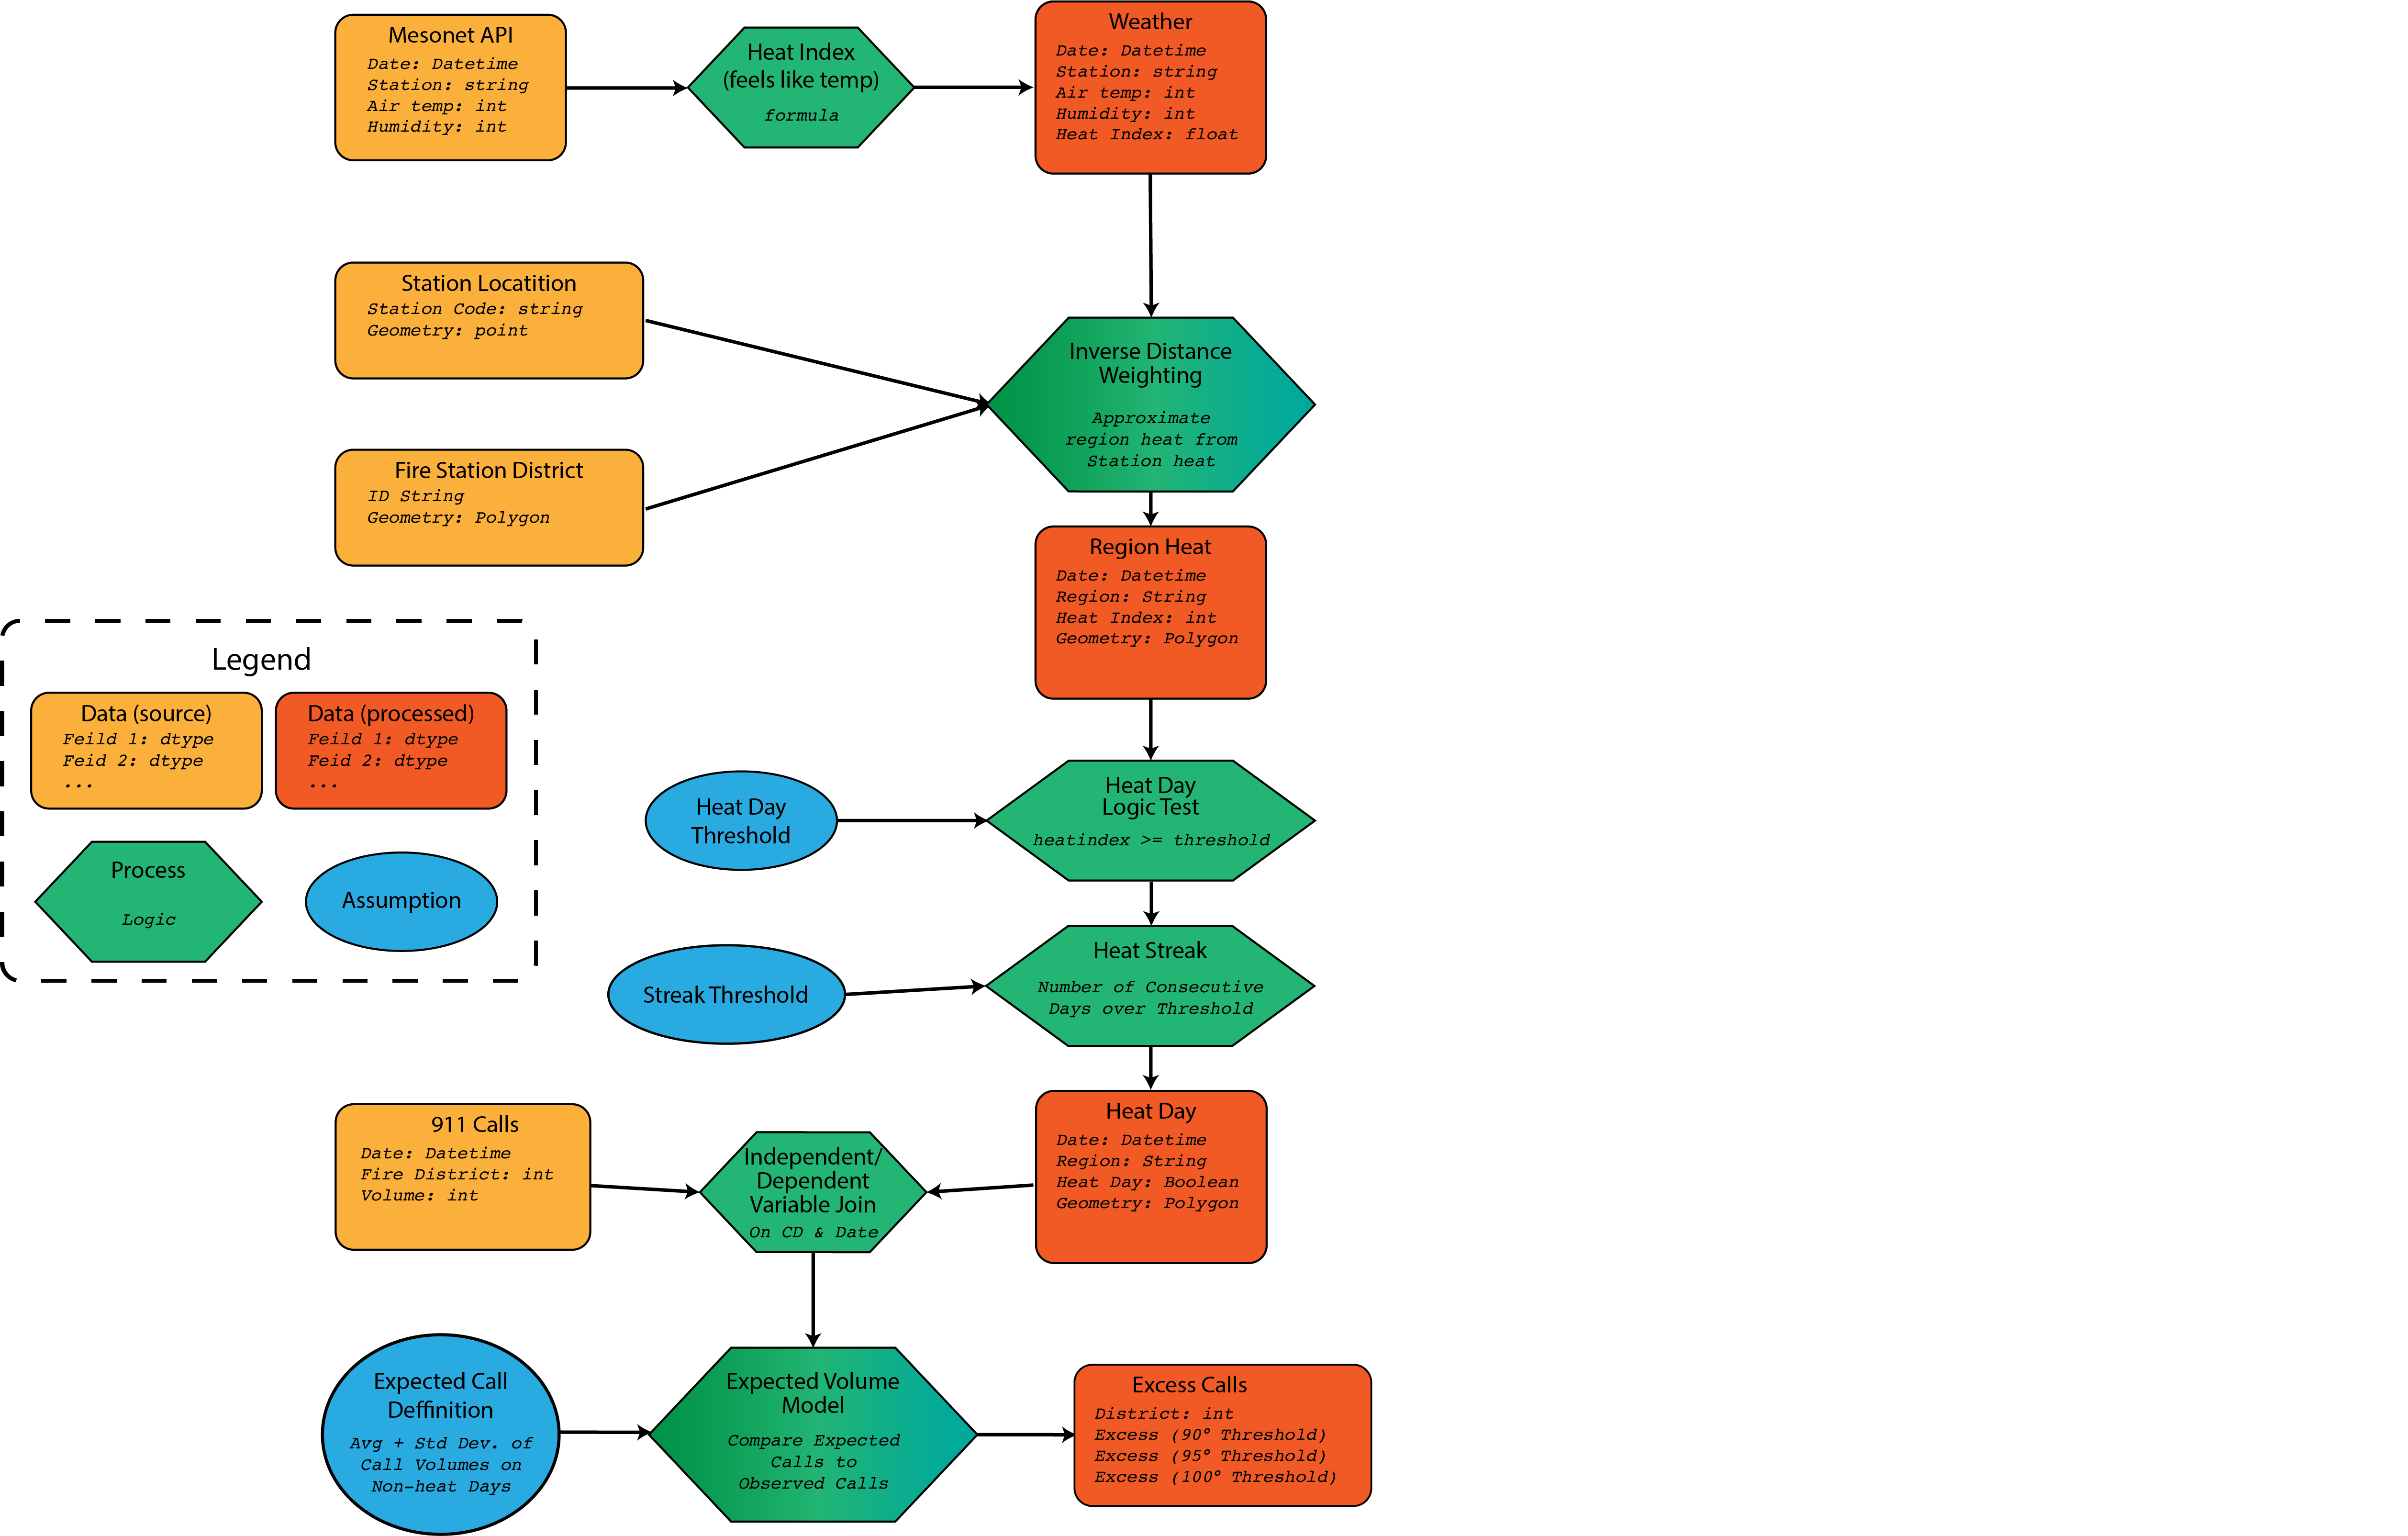 Mesonet API
Date: Datetime
Station: string
Air temp: int
Humidity: int
Heat Index
(feels like temp)
formula
Weather
Date: Datetime
Station: string
Air temp: int
Humidity: int
Heat Index: float
Station Locatition
Station Code: string
Geometry: point
Fire Station District
ID String
Geometry: Polygon
Inverse Distance
Weighting
Approximate
region heat from
Station heat
Region Heat
Date: Datetime
Region: String
Heat Index: int
Geometry: Polygon
Legend
Data (source)
Feild 1: dtype
Feid 2: dtype
...
Data (processed)
Feild 1: dtype
Feid 2: dtype
...
Process
Logic
Assumption
Heat Day
Threshold
Heat Day
Logic Test
heatindex >= threshold
Streak Threshold
Heat Streak
Number of Consecutive
Days over Threshold
911 Calls
Date: Datetime
Fire District: int
Volume: int
Independent/
Dependent
Variable Join
On CD & Date
Heat Day
Date: Datetime
Region: String
Heat Day: Boolean
Geometry: Polygon
Expected Call
Deffinition
Avg + Std Dev. of
Call Volumes on
Non-heat Days
Expected Volume
Model
Compare Expected
Calls to
Observed Calls
Excess Calls
District: int
Excess (90° Threshold)
Excess (95° Threshold)
Excess (100° Threshold)